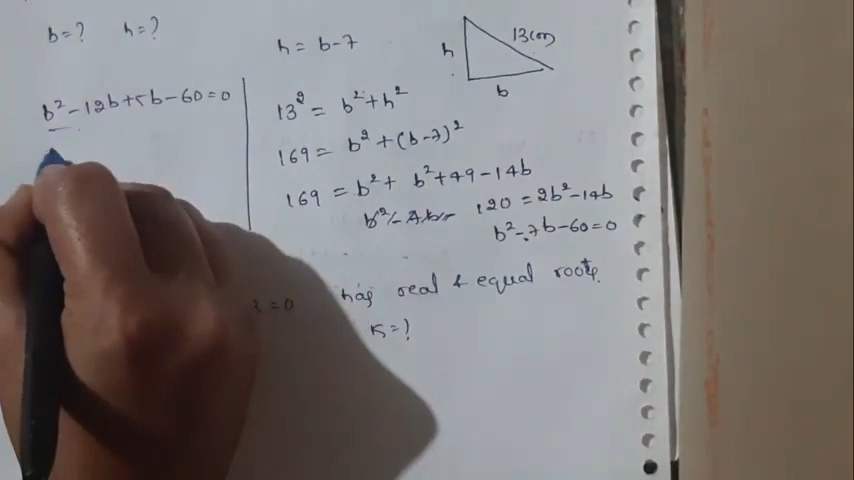 b=? h=?
h = b-7
h
13cm
b
b² - 12b + 5b - 60 = 0
13² = b² + h²
169 = b² + (b-7)²
169 = b² + b² + 49 - 14b
120 = 2b² - 14b
b² - 7b - 60 = 0
= 0 has real & equal roots.
K=?